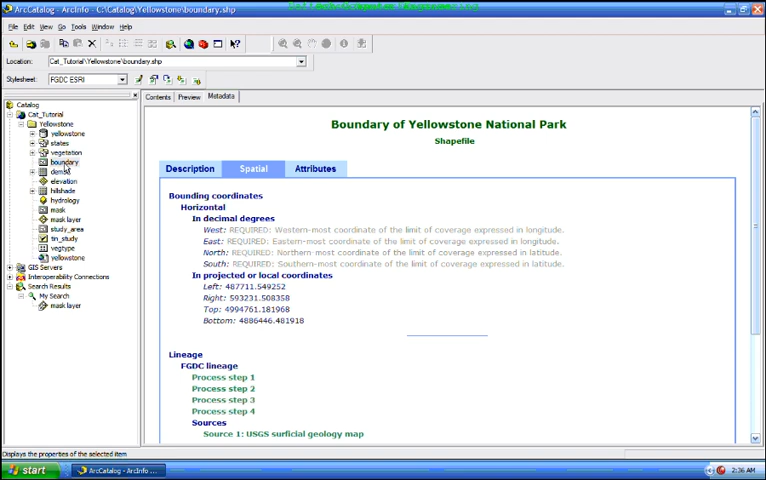 ArcCatalog - ArcInfo - C:\Catalog\Yellowstone\boundary.shp
File Edit View Go Tools Window Help
Location: Cat_Tutorial\Yellowstone\boundary.shp
Stylesheet: FGDC ESRI
Contents Preview Metadata
Catalog
Cat_Tutorial
Yellowstone
yellowstone
states
vegetation
boundary
elevation
hillshade
hydrology
mask
mask layer
study_area
tin_study
vegtype
yellowstone
GIS Servers
Interoperability Connections
Search Results
My Search
mask layer
Boundary of Yellowstone National Park
Shapefile
Description Spatial Attributes
Bounding coordinates
Horizontal
In decimal degrees
West: REQUIRED: Western-most coordinate of the limit of coverage expressed in longitude.
East: REQUIRED: Eastern-most coordinate of the limit of coverage expressed in longitude.
North: REQUIRED: Northern-most coordinate of the limit of coverage expressed in latitude.
South: REQUIRED: Southern-most coordinate of the limit of coverage expressed in latitude.
In projected or local coordinates
Left: 487711.549252
Right: 593231.508358
Top: 4994761.181968
Bottom: 4886446.481918
Lineage
FGDC lineage
Process step 1
Process step 2
Process step 3
Process step 4
Sources
Source 1: USGS surficial geology map
Displays the properties of the selected item
start ArcCatalog - ArcInfo ... 2:36 AM